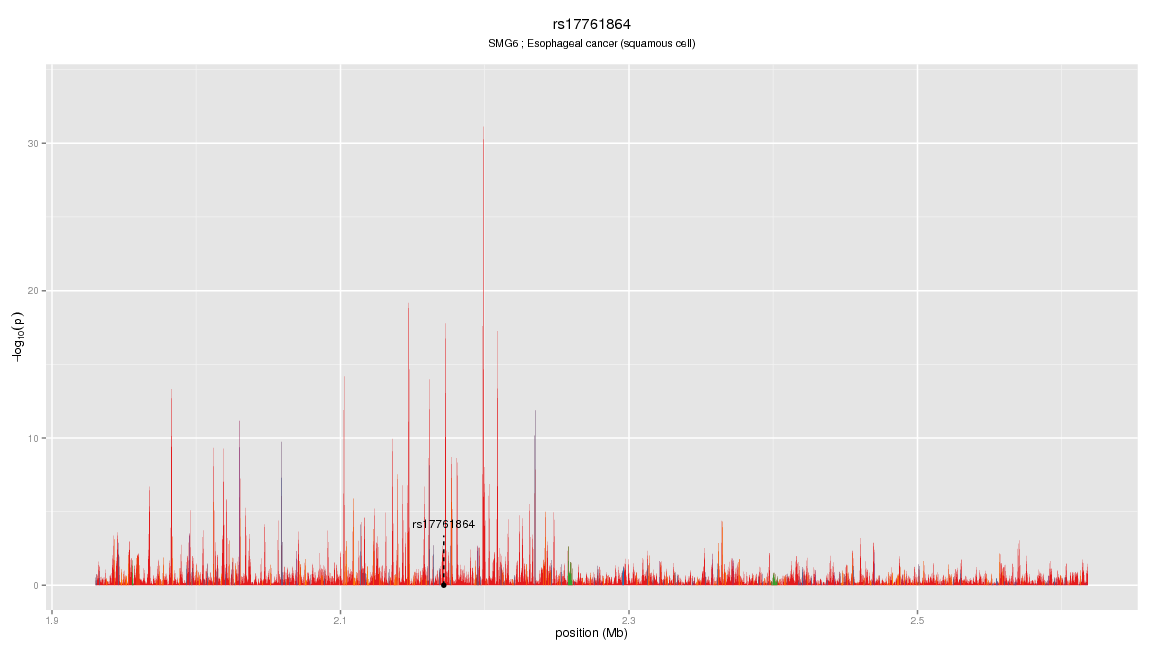 rs17761864
SMG6 ; Esophageal cancer (squamous cell)
−log₁₀(p)
30
20
10
0
rs17761864
1.9 2.1 2.3 2.5
position (Mb)